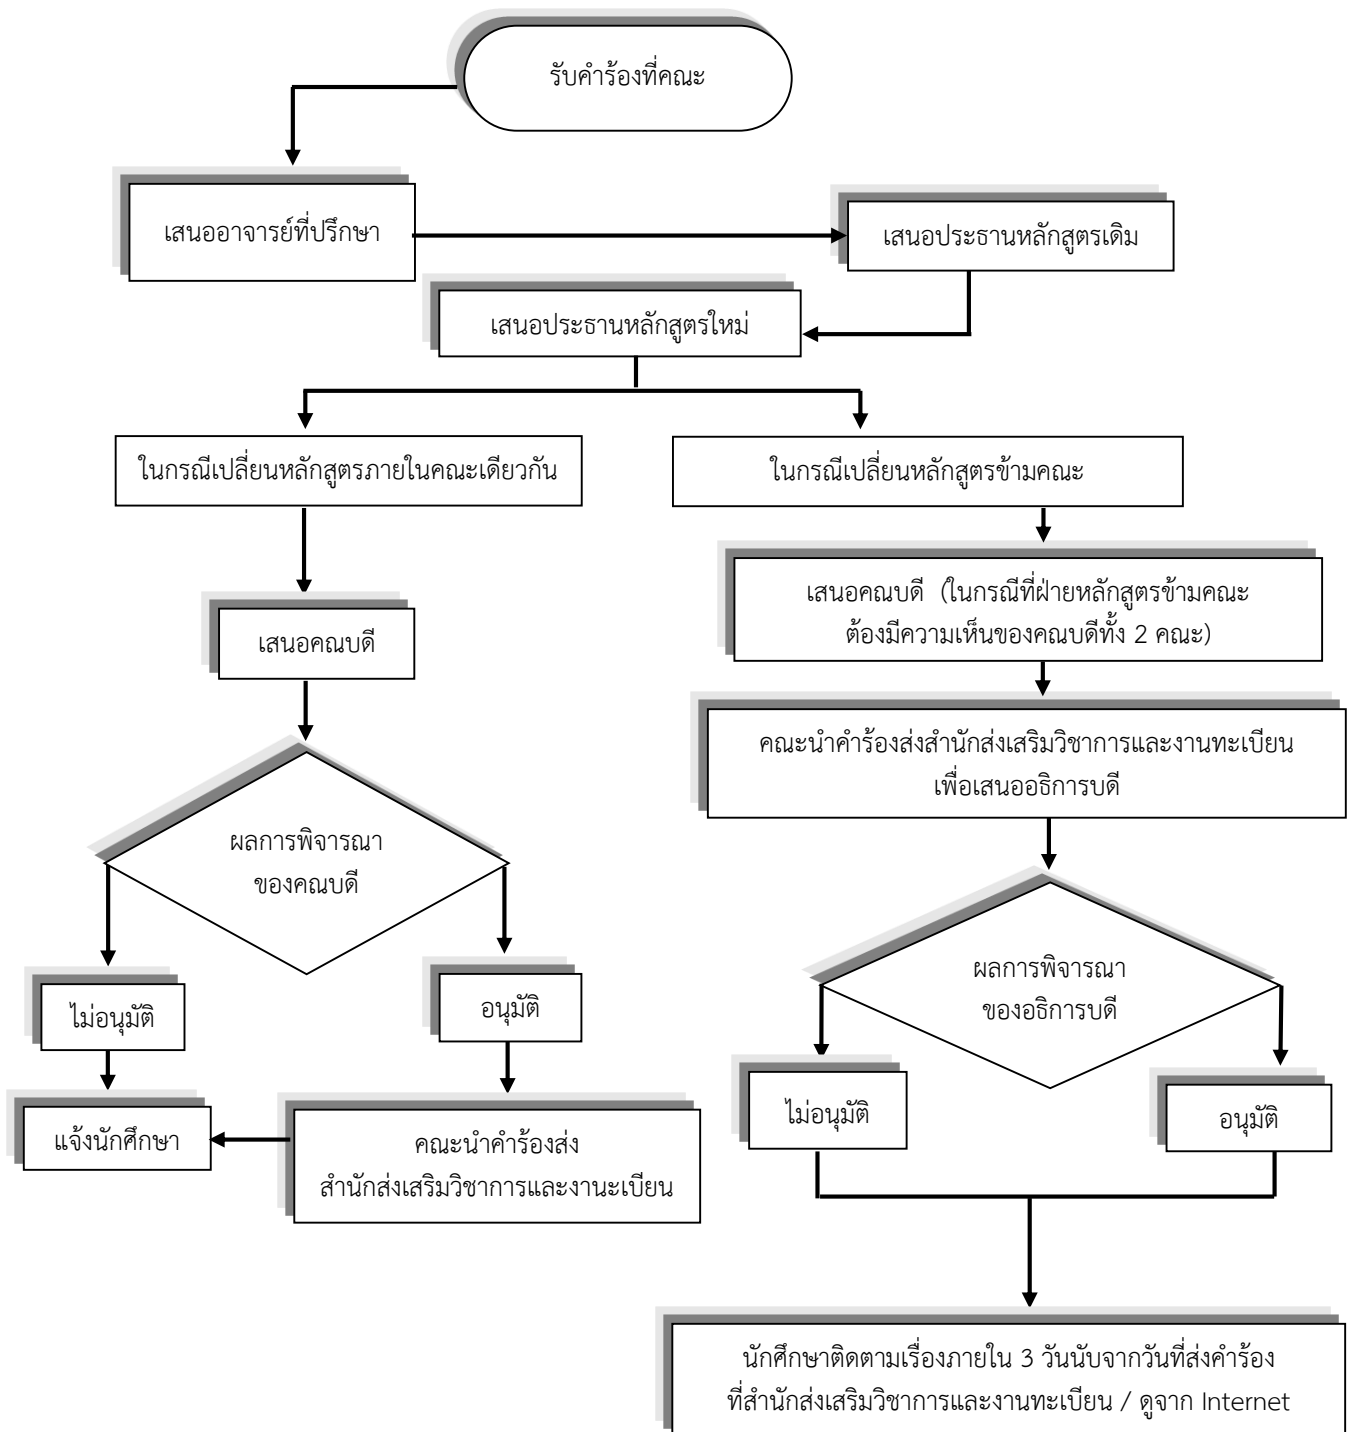 รับคำร้องที่คณะ
เสนออาจารย์ที่ปรึกษา
เสนอประธานหลักสูตรเดิม
เสนอประธานหลักสูตรใหม่
ในกรณีเปลี่ยนหลักสูตรภายในคณะเดียวกัน
ในกรณีเปลี่ยนหลักสูตรข้ามคณะ
เสนอคณบดี
เสนอคณบดี (ในกรณีที่ฝ่ายหลักสูตรข้ามคณะ
ต้องมีความเห็นของคณบดีทั้ง 2 คณะ)
คณะนำคำร้องส่งสำนักส่งเสริมวิชาการและงานทะเบียน
เพื่อเสนออธิการบดี
ผลการพิจารณา
ของคณบดี
ผลการพิจารณา
ของอธิการบดี
ไม่อนุมัติ
อนุมัติ
ไม่อนุมัติ
อนุมัติ
แจ้งนักศึกษา
คณะนำคำร้องส่ง
สำนักส่งเสริมวิชาการและงานะเบียน
นักศึกษาติดตามเรื่องภายใน 3 วันนับจากวันที่ส่งคำร้อง
ที่สำนักส่งเสริมวิชาการและงานทะเบียน / ดูจาก Internet